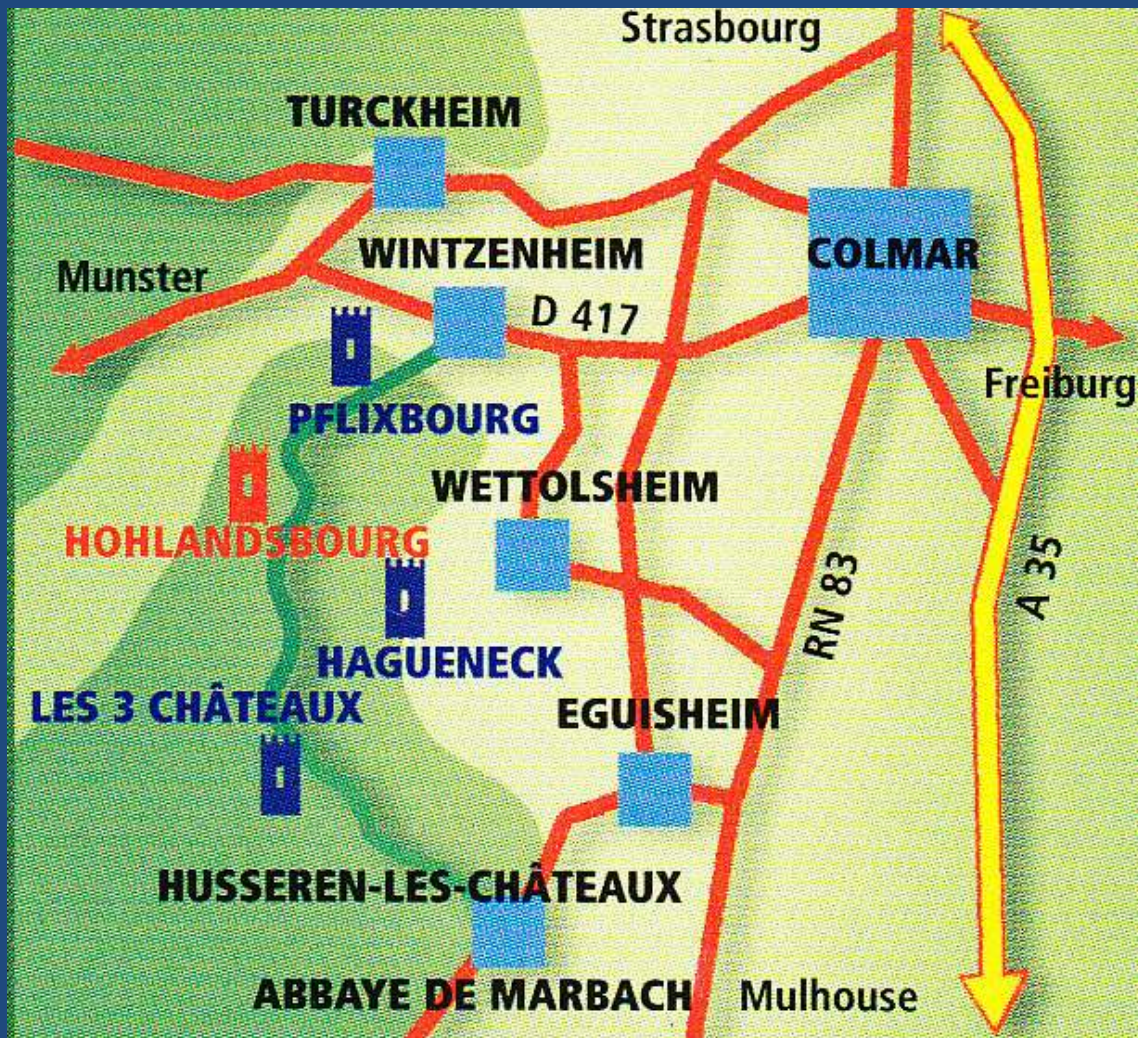 Strasbourg
TURCKHEIM
WINTZENHEIM
COLMAR
Munster
D 417
Freiburg
PFLIXBOURG
WETTOLSHEIM
HOHLANDSBOURG
RN 83
A 35
HAGUENECK
LES 3 CHÂTEAUX
EGUISHEIM
HUSSEREN-LES-CHÂTEAUX
ABBAYE DE MARBACH
Mulhouse